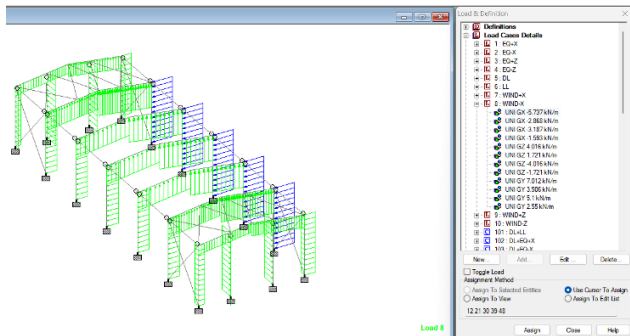 Load & Definition
Definitions
Load Cases Details
1 : EQ+X
2 : EQ-X
3 : EQ+Z
4 : EQ-Z
5 : DL
6 : LL
7 : WIND+X
8 : WIND-X
UNI GX -5.737 kN/m
UNI GX -2.868 kN/m
UNI GX -3.187 kN/m
UNI GX -1.593 kN/m
UNI GZ 4.016 kN/m
UNI GZ 1.721 kN/m
UNI GZ -4.016 kN/m
UNI GZ -1.721 kN/m
UNI GY 7.012 kN/m
UNI GY 3.506 kN/m
UNI GY 5.1 kN/m
UNI GY 2.55 kN/m
9 : WIND+Z
10 : WIND-Z
101 : DL+LL
102 : DL+EQ+X
103 : DL+EQ-X
New...
Add...
Edit...
Delete...
Toggle Load
Assignment Method
Assign To Selected Entities
Use Cursor To Assign
Assign To View
Assign To Edit List
12 21 30 39 48
Assign
Close
Help
Load 8